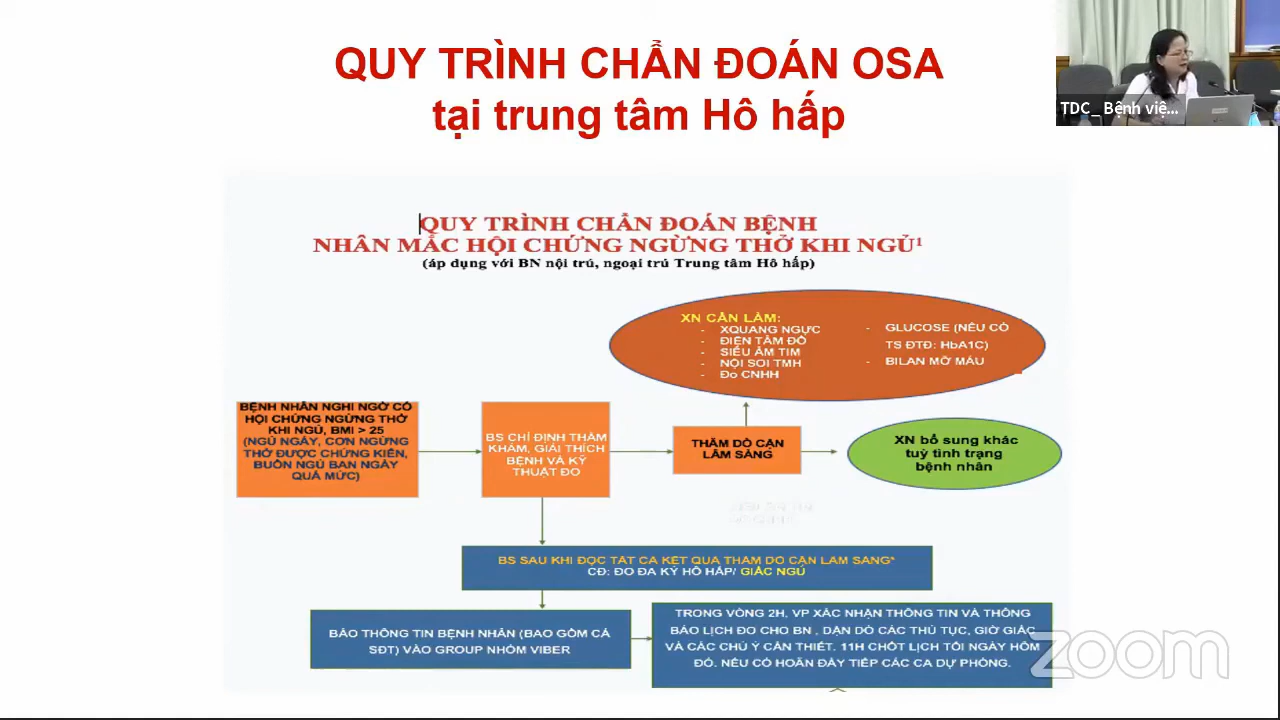 QUY TRÌNH CHẨN ĐOÁN OSA
tại trung tâm Hô hấp
TDC_ Bệnh việ...
QUY TRÌNH CHẨN ĐOÁN BỆNH
NHÂN MẮC HỘI CHỨNG NGỪNG THỞ KHI NGỦ¹
(áp dụng với BN nội trú, ngoại trú Trung tâm Hô hấp)
XN CẦN LÀM:
- XQUANG NGỰC
- ĐIỆN TÂM ĐỒ
- SIÊU ÂM TIM
- NỘI SOI TMH
- Đo CNHH
- GLUCOSE (NẾU CÓ
TS ĐTĐ: HbA1C)
- BILAN MỠ MÁU
BỆNH NHÂN NGHI NGỜ CÓ
HỘI CHỨNG NGỪNG THỞ
KHI NGỦ, BMI > 25
(NGỦ NGÁY, CƠN NGỪNG
THỞ ĐƯỢC CHỨNG KIẾN,
BUỒN NGỦ BAN NGÀY
QUÁ MỨC)
BS CHỈ ĐỊNH THĂM
KHÁM, GIẢI THÍCH
BỆNH VÀ KỸ
THUẬT ĐO
THĂM DÒ CẬN
LÂM SÀNG
XN bổ sung khác
tuỳ tình trạng
bệnh nhân
BS SAU KHI ĐỌC TẤT CẢ KẾT QUẢ THĂM DÒ CẬN LÂM SÀNG*
CĐ: ĐO ĐA KÝ HÔ HẤP/ GIẤC NGỦ
BÁO THÔNG TIN BỆNH NHÂN (BAO GỒM CẢ
SĐT) VÀO GROUP NHÓM VIBER
TRONG VÒNG 2H, VP XÁC NHẬN THÔNG TIN VÀ THÔNG
BÁO LỊCH ĐO CHO BN , DẶN DÒ CÁC THỦ TỤC, GIỜ GIẤC
VÀ CÁC CHÚ Ý CẦN THIẾT. 11H CHỐT LỊCH TỐI NGÀY HÔM
ĐÓ. NẾU CÓ HOÃN ĐẨY TIẾP CÁC CA DỰ PHÒNG.
zoom